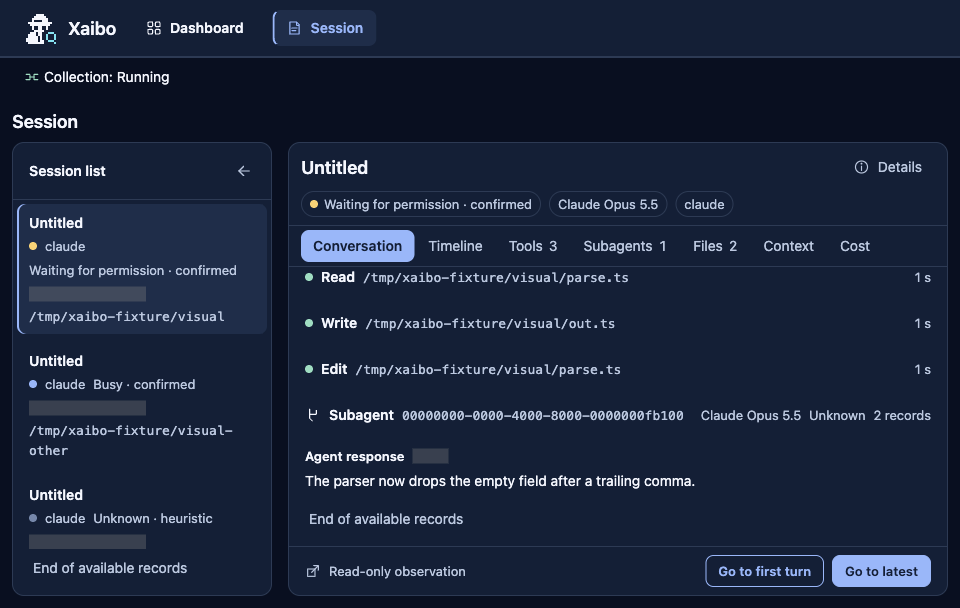 Xaibo
Dashboard
Session
Collection: Running
Session
Session list
Untitled
claude
Waiting for permission · confirmed
/tmp/xaibo-fixture/visual
Untitled
claude Busy · confirmed
/tmp/xaibo-fixture/visual-
other
Untitled
claude Unknown · heuristic
End of available records
Untitled
Details
Waiting for permission · confirmed
Claude Opus 5.5
claude
Conversation
Timeline
Tools 3
Subagents 1
Files 2
Context
Cost
Read /tmp/xaibo-fixture/visual/parse.ts 1 s
Write /tmp/xaibo-fixture/visual/out.ts 1 s
Edit /tmp/xaibo-fixture/visual/parse.ts 1 s
Subagent 00000000-0000-4000-8000-0000000fb100 Claude Opus 5.5 Unknown 2 records
Agent response
The parser now drops the empty field after a trailing comma.
End of available records
Read-only observation
Go to first turn
Go to latest